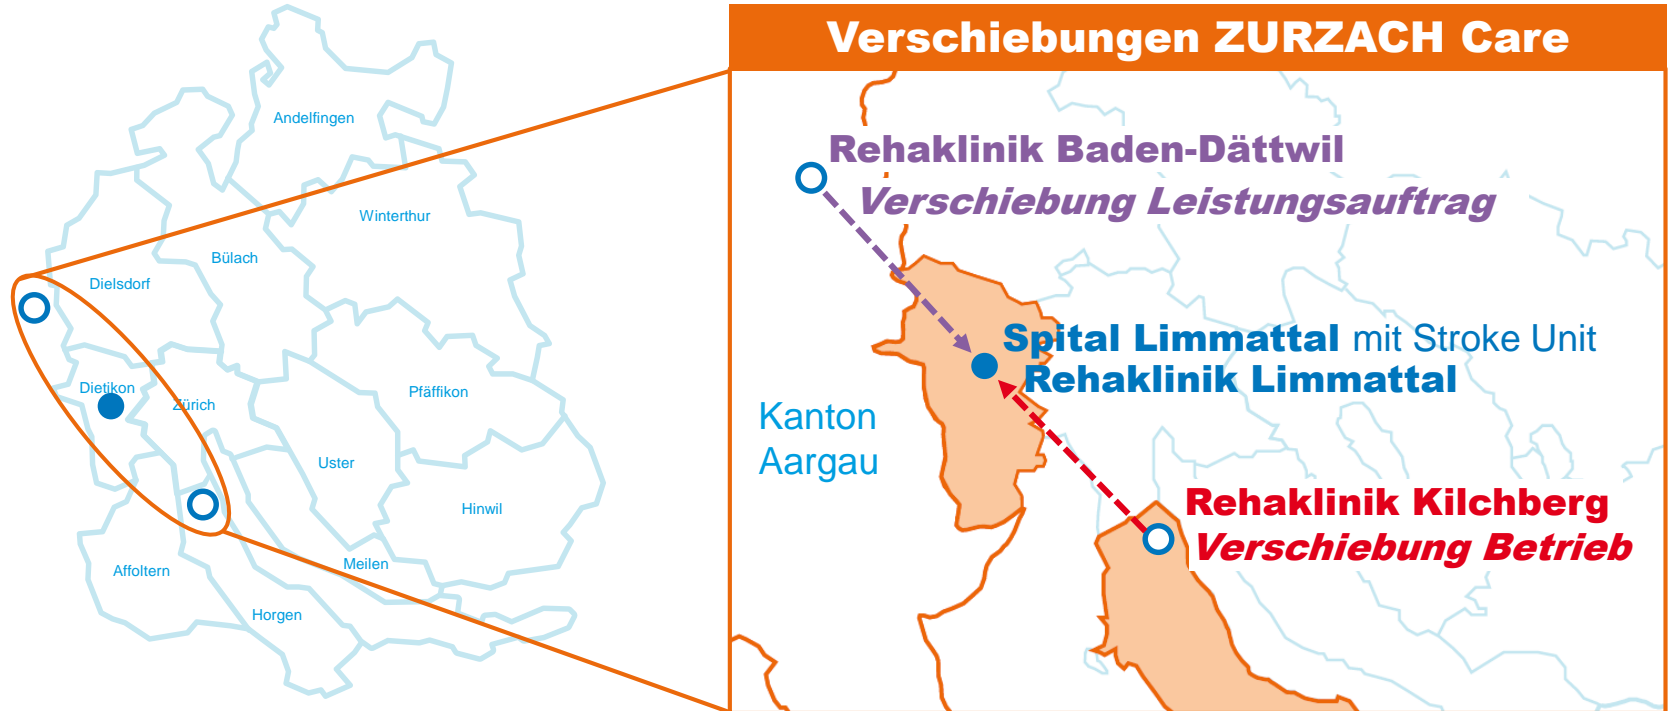 Andelfingen
Winterthur
Bülach
Dielsdorf
Dietikon
Zürich
Pfäffikon
Uster
Hinwil
Meilen
Affoltern
Horgen
Verschiebungen ZURZACH Care
Rehaklinik Baden-Dättwil
Verschiebung Leistungsauftrag
Spital Limmattal mit Stroke Unit
Rehaklinik Limmattal
Kanton
Aargau
Rehaklinik Kilchberg
Verschiebung Betrieb